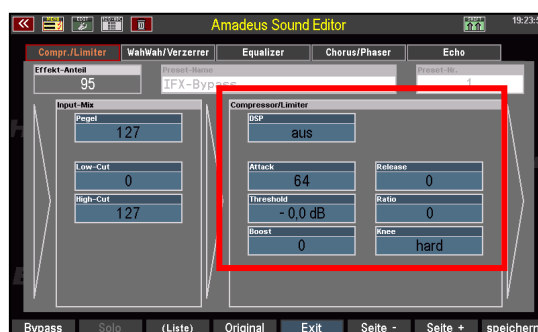 Amadeus Sound Editor
19:23:5
Compr./Limiter WahWah/Verzerrer Equalizer Chorus/Phaser Echo
Effekt-Anteil Preset-Name Preset-Nr.
95 IFX-Bypass 1
Input-Mix Compressor/Limiter
Pegel DSP
127 aus
Low-Cut Attack Release
0 64 0
High-Cut Threshold Ratio
127 - 0,0 dB 0
Boost Knee
0 hard
Bypass Solo (Liste) Original Exit Seite - Seite + speichern